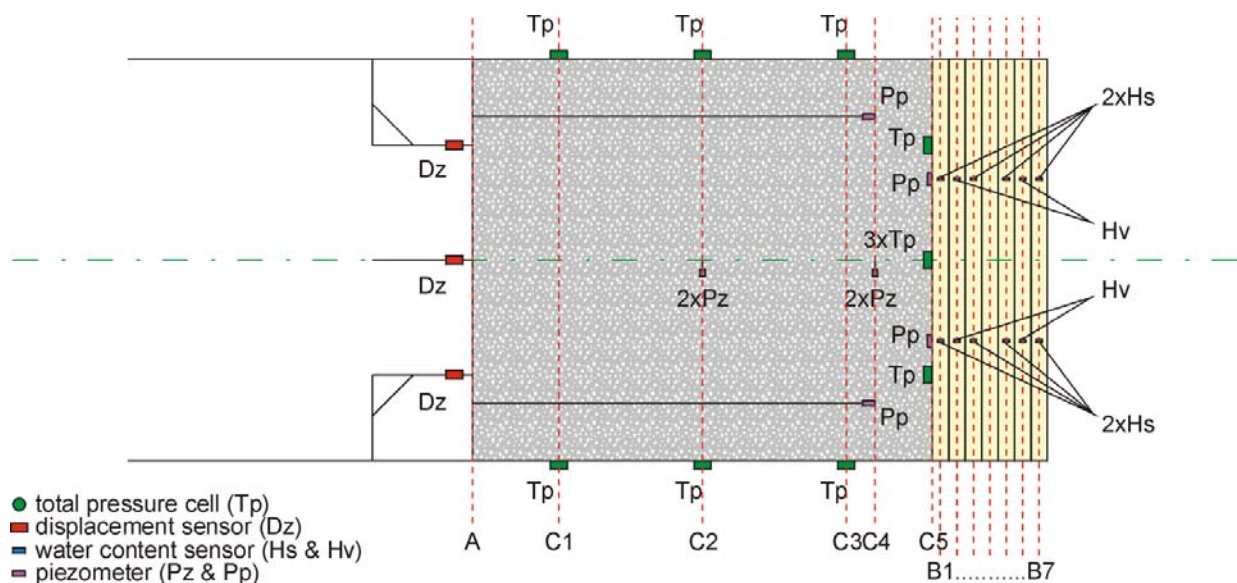 Tp Tp Tp
Pp
2xHs
Tp
Dz
Pp
Hv
3xTp
Dz
2xPz 2xPz
Hv
Pp
Tp
Dz
Pp
2xHs
Tp Tp Tp
total pressure cell (Tp)
displacement sensor (Dz)
water content sensor (Hs & Hv)
piezometer (Pz & Pp)
A C1 C2 C3C4 C5
B1............B7